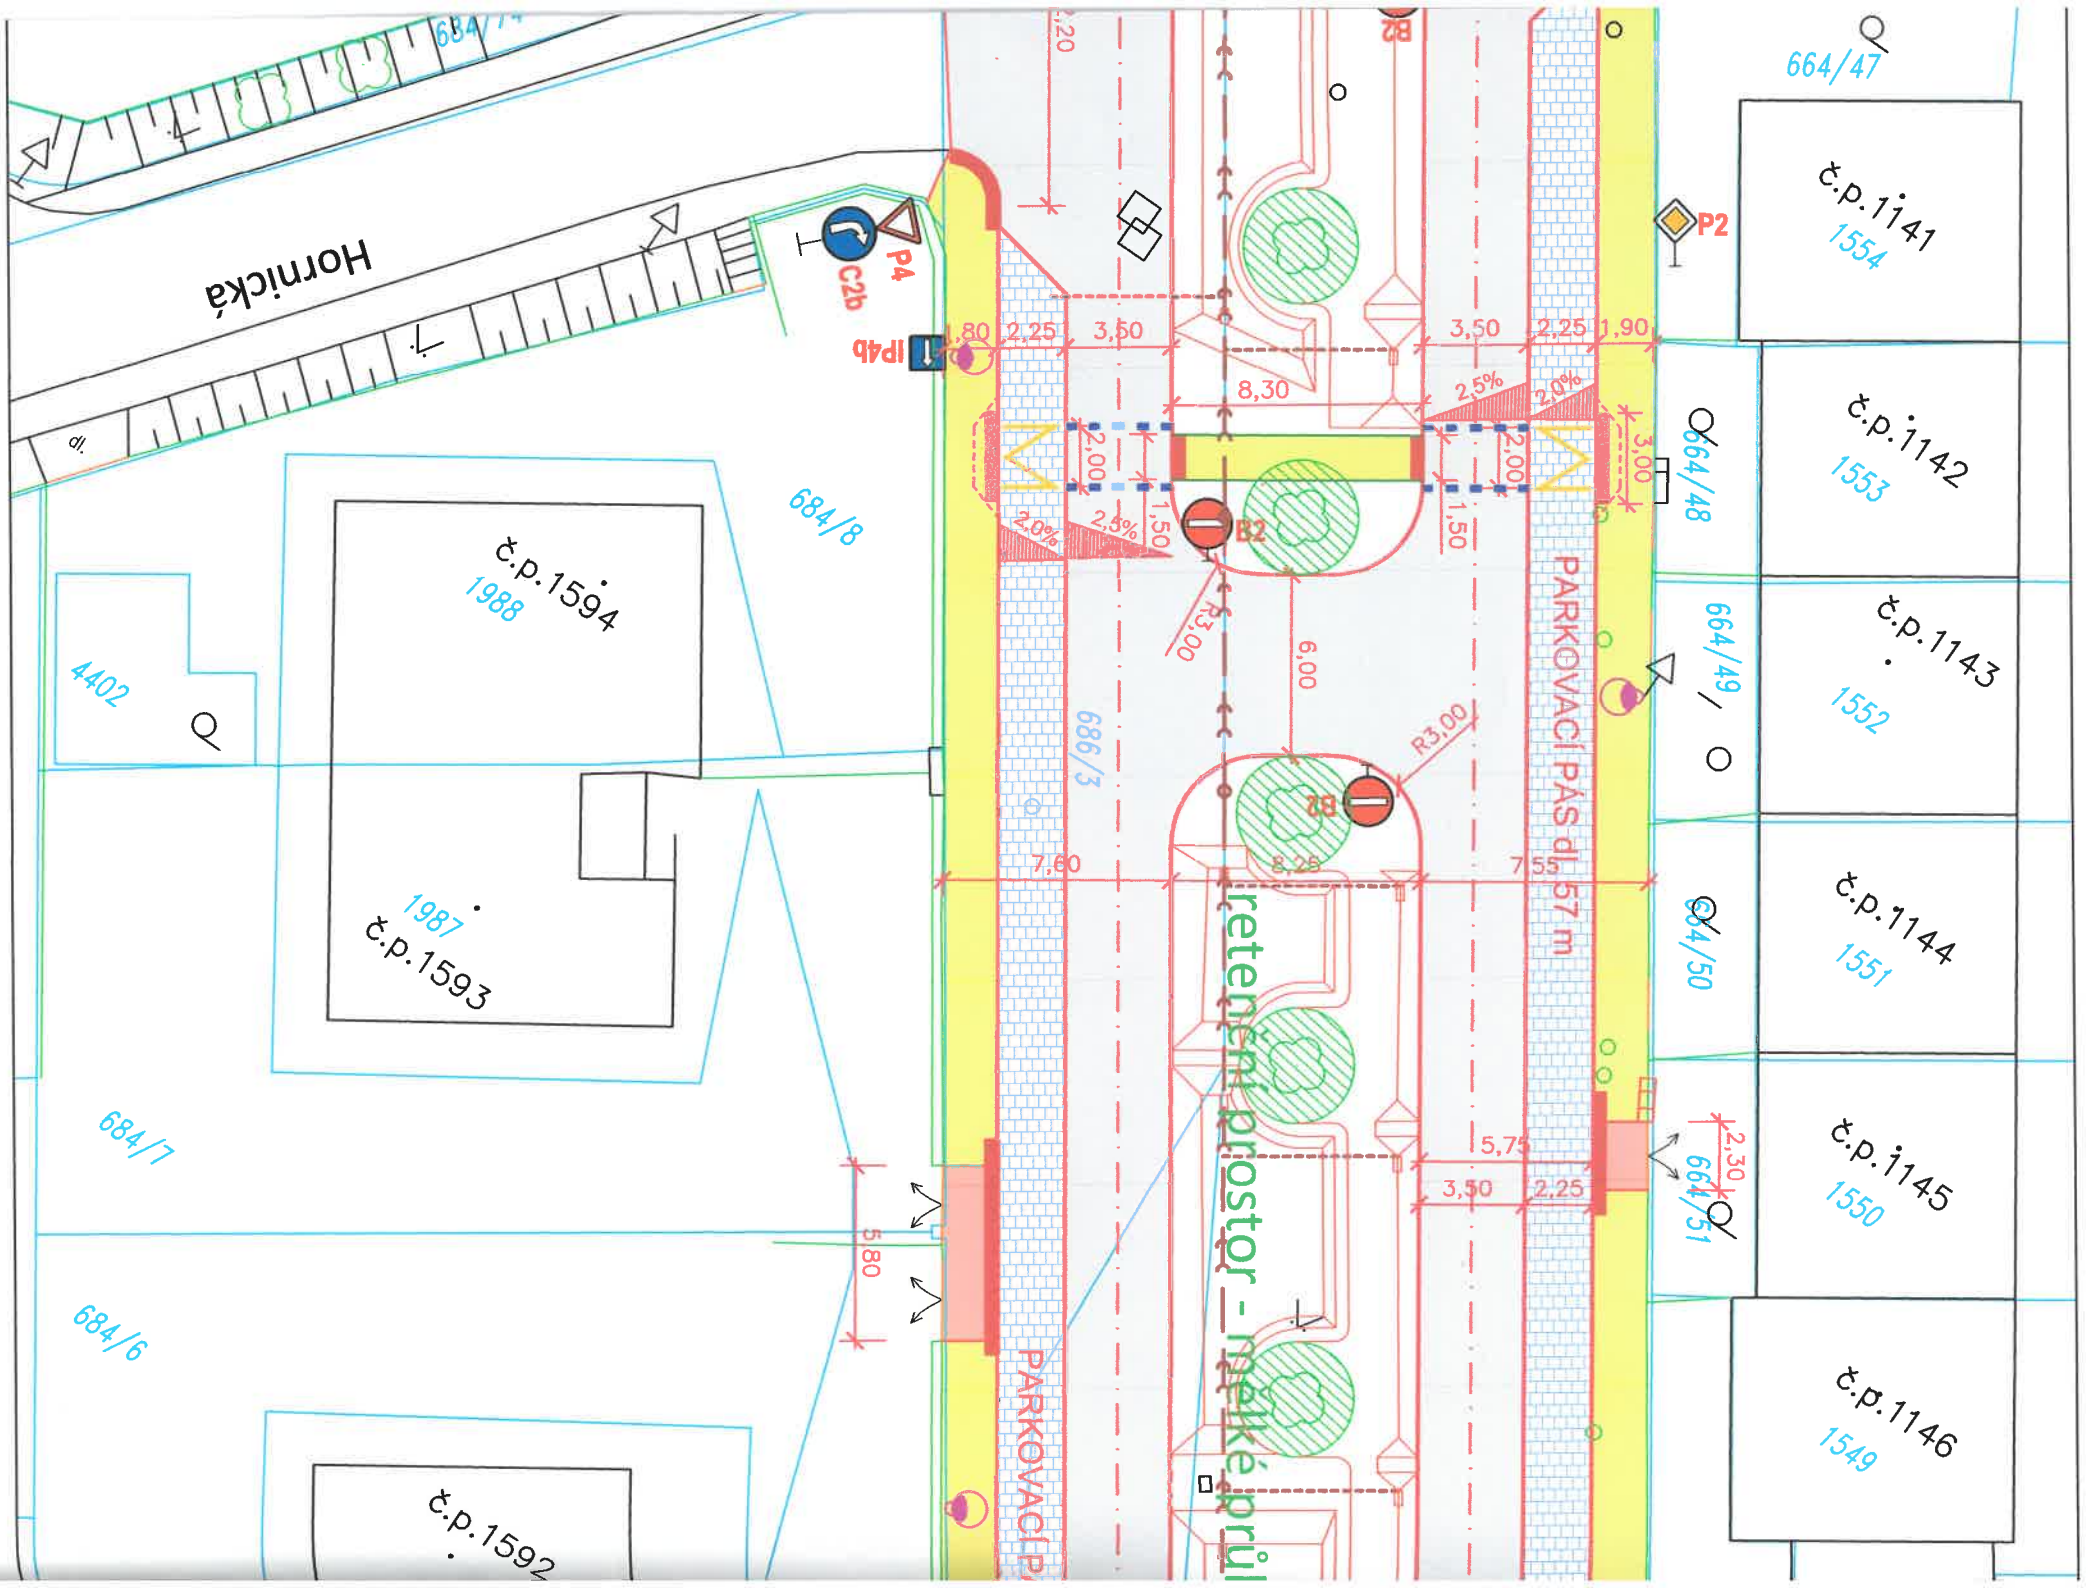 684/74
2,20
B2
664/47
č.p.1141
1554
P2
Hornická
P4
C2b
IP4b
1,80
2,25
3,50
3,50
2,25
1,90
8,30
2,5%
2,0%
č.p.1142
1553
664/48
3,00
2,00
1,50
2,00
1,50
dl.
684/8
č.p.1594
1988
2,0%
2,5%
B2
R3,00
6,00
R3,00
B2
PARKOVACÍ PÁS dl.57 m
664/49
č.p.1143
1552
4402
686/3
7,60
8,25
7,55
č.p.1144
1551
664/50
1987
č.p.1593
retenční prostor - mělké průl
684/7
5,75
3,50
2,25
2,30
664/51
č.p.1145
1550
5,80
684/6
PARKOVACÍ P
č.p.1146
1549
č.p.1592